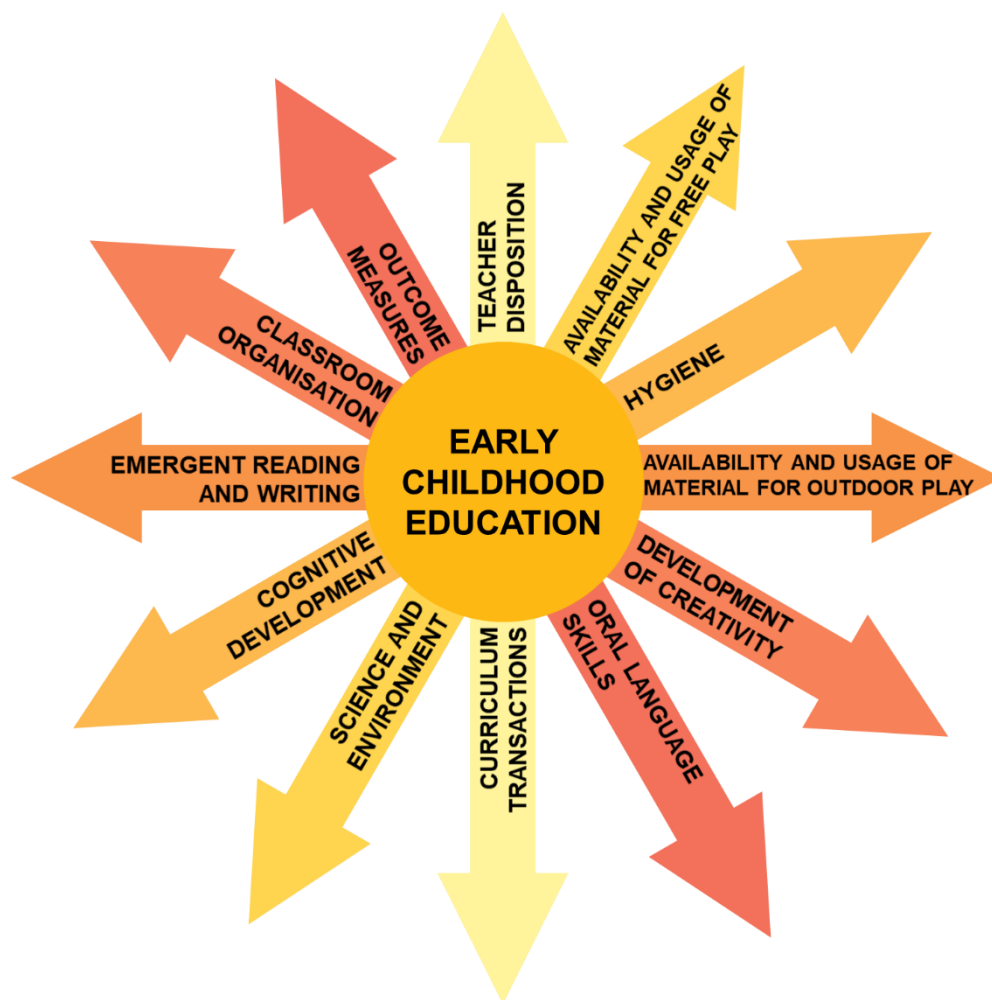 EARLY
CHILDHOOD
EDUCATION
TEACHER
DISPOSITION
AVAILABILITY AND USAGE OF
MATERIAL FOR FREE PLAY
HYGIENE
AVAILABILITY AND USAGE OF
MATERIAL FOR OUTDOOR PLAY
DEVELOPMENT
OF CREATIVITY
ORAL LANGUAGE
SKILLS
CURRICULUM
TRANSACTIONS
SCIENCE AND
ENVIRONMENT
COGNITIVE
DEVELOPMENT
EMERGENT READING
AND WRITING
CLASSROOM
ORGANISATION
OUTCOME
MEASURES